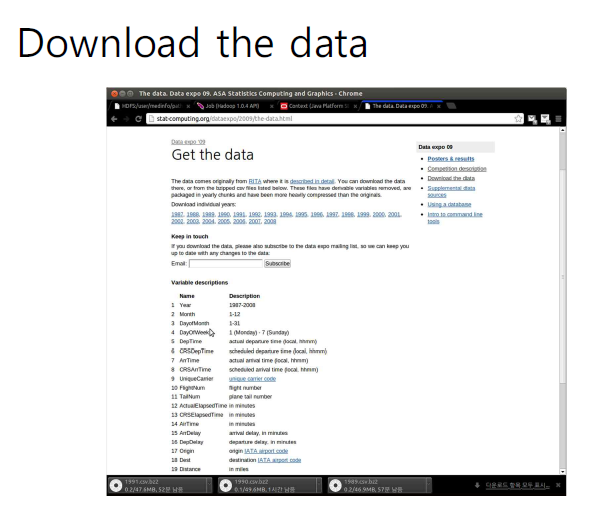 Download the data
The data. Data expo 09. ASA Statistics Computing and Graphics - Chrome
HDFS:/user/medinfo/
Job (Hadoop 1.0.4 API)
Context (Java Platform
The data. Data expo 09.
stat-computing.org/dataexpo/2009/the-data.html
Data expo '09
Get the data
The data comes originally from RITA where it is described in detail. You can download the data
there, or from the bzipped csv files listed below. These files have derivable variables removed, are
packaged in yearly chunks and have been more heavily compressed than the originals.
Download individual years:
1987, 1988, 1989, 1990, 1991, 1992, 1993, 1994, 1995, 1996, 1997, 1998, 1999, 2000, 2001,
2002, 2003, 2004, 2005, 2006, 2007, 2008
Keep in touch
If you download the data, please also subscribe to the data expo mailing list, so we can keep you
up to date with any changes to the data:
Email: Subscribe
Variable descriptions
Name Description
1 Year 1987-2008
2 Month 1-12
3 DayofMonth 1-31
4 DayOfWeek 1 (Monday) - 7 (Sunday)
5 DepTime actual departure time (local, hhmm)
6 CRSDepTime scheduled departure time (local, hhmm)
7 ArrTime actual arrival time (local, hhmm)
8 CRSArrTime scheduled arrival time (local, hhmm)
9 UniqueCarrier unique carrier code
10 FlightNum flight number
11 TailNum plane tail number
12 ActualElapsedTime in minutes
13 CRSElapsedTime in minutes
14 AirTime in minutes
15 ArrDelay arrival delay, in minutes
16 DepDelay departure delay, in minutes
17 Origin origin IATA airport code
18 Dest destination IATA airport code
19 Distance in miles
Data expo 09
Posters & results
Competition description
Download the data
Supplemental data
sources
Using a database
Intro to command line
tools
1991.csv.bz2
0.2/47.6MB, 52분 남음
1990.csv.bz2
0.1/49.6MB, 1시간 남음
1989.csv.bz2
0.2/46.9MB, 57분 남음
다운로드 항목 모두 표시...